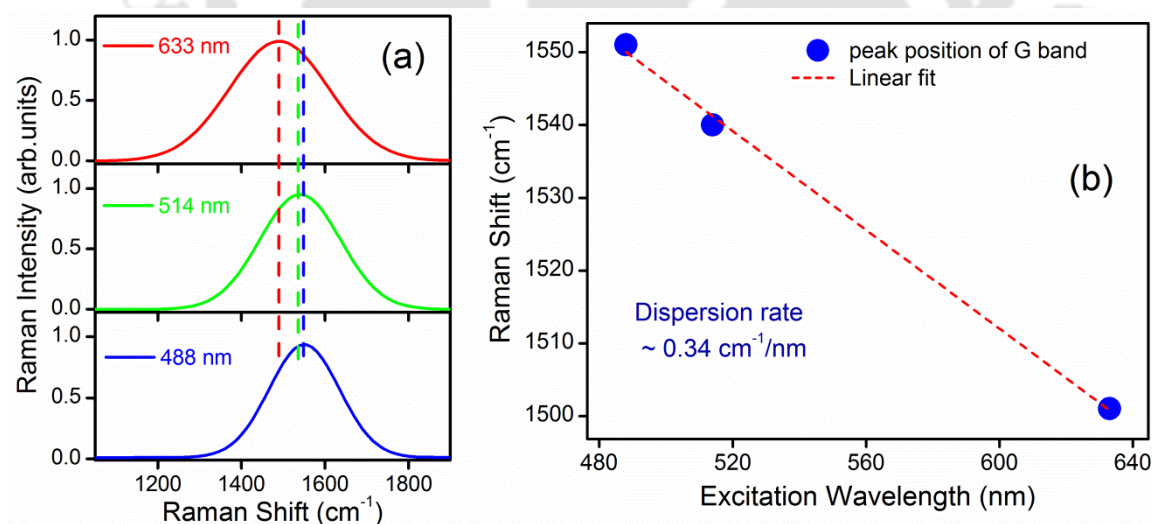 1.0
0.5
0.0
633 nm
(a)
1.0
0.5
0.0
514 nm
1.0
0.5
0.0
488 nm
1200 1400 1600 1800
Raman Shift (cm⁻¹)
Raman Intensity (arb.units)
1550
1540
1530
1520
1510
1500
Raman Shift (cm⁻¹)
peak position of G band
Linear fit
(b)
Dispersion rate
~ 0.34 cm⁻¹/nm
480 520 560 600 640
Excitation Wavelength (nm)